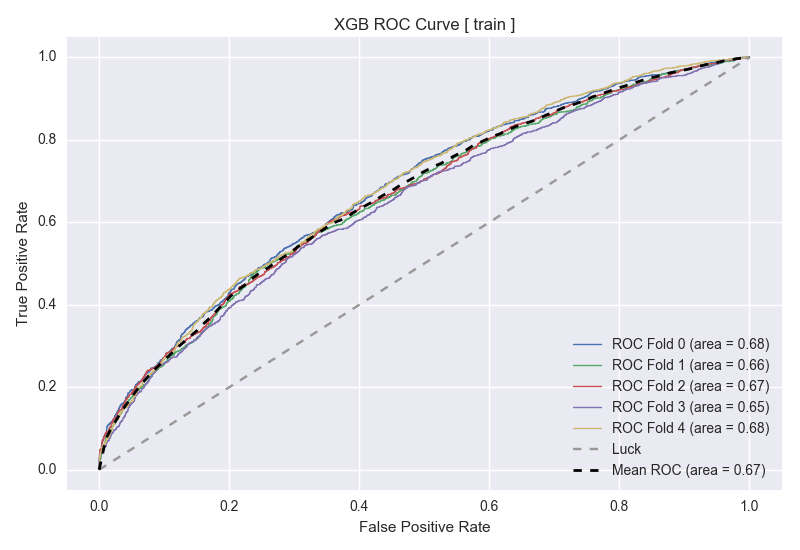 XGB ROC Curve [ train ]
1.0
0.8
0.6
0.4
0.2
0.0
True Positive Rate
ROC Fold 0 (area = 0.68)
ROC Fold 1 (area = 0.66)
ROC Fold 2 (area = 0.67)
ROC Fold 3 (area = 0.65)
ROC Fold 4 (area = 0.68)
Luck
Mean ROC (area = 0.67)
0.0 0.2 0.4 0.6 0.8 1.0
False Positive Rate